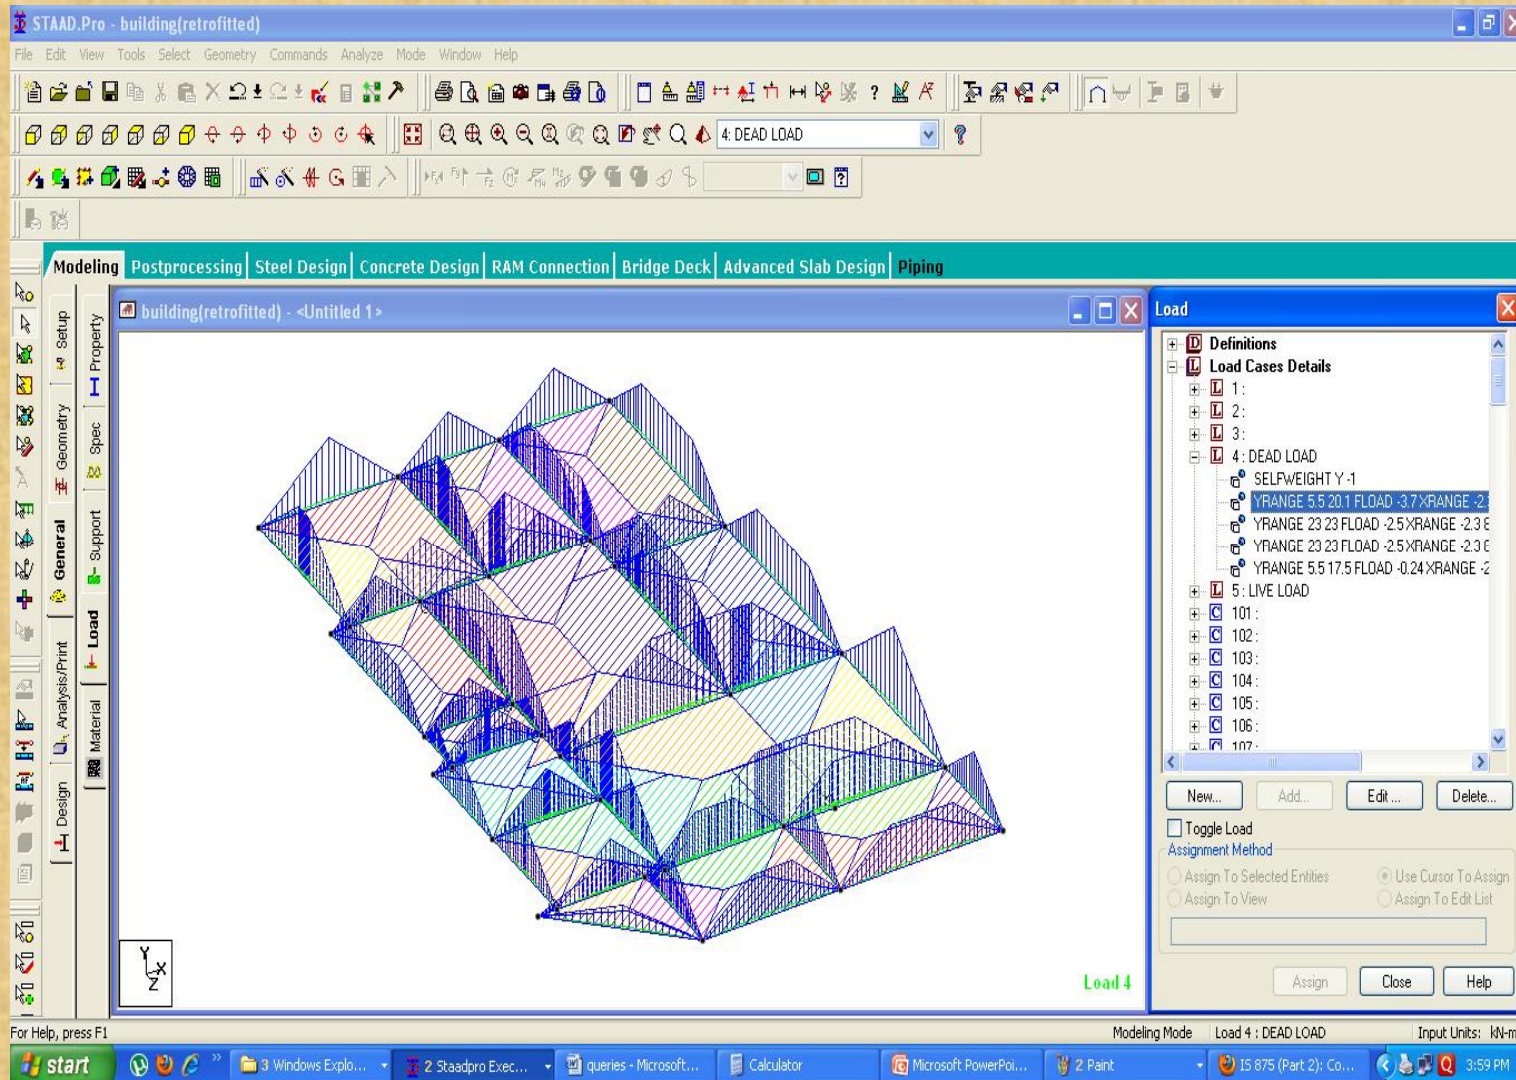 STAAD.Pro - building(retrofitted)
File Edit View Tools Select Geometry Commands Analyze Mode Window Help
4: DEAD LOAD
Modeling Postprocessing Steel Design Concrete Design RAM Connection Bridge Deck Advanced Slab Design Piping
building(retrofitted) - <Untitled 1>
Setup
Geometry
General
Analysis/Print
Design
Property
Spec
Support
Load
Material
Load 4
Y
X
Z
Load
Definitions
Load Cases Details
1 :
2 :
3 :
4 : DEAD LOAD
SELFWEIGHT Y -1
YRANGE 5.5 20.1 FLOAD -3.7 XRANGE -2.
YRANGE 23 23 FLOAD -2.5 XRANGE -2.3
YRANGE 23 23 FLOAD -2.5 XRANGE -2.3
YRANGE 5.5 17.5 FLOAD -0.24 XRANGE -2
5 : LIVE LOAD
101 :
102 :
103 :
104 :
105 :
106 :
107 :
New... Add... Edit ... Delete...
Toggle Load
Assignment Method
Assign To Selected Entities Use Cursor To Assign
Assign To View Assign To Edit List
Assign Close Help
For Help, press F1 Modeling Mode Load 4 : DEAD LOAD Input Units: kN-m
start 3 Windows Explo... 2 Staadpro Exec... queries - Microsoft... Calculator Microsoft PowerPoi... 2 Paint IS 875 (Part 2): Co... 3:59 PM